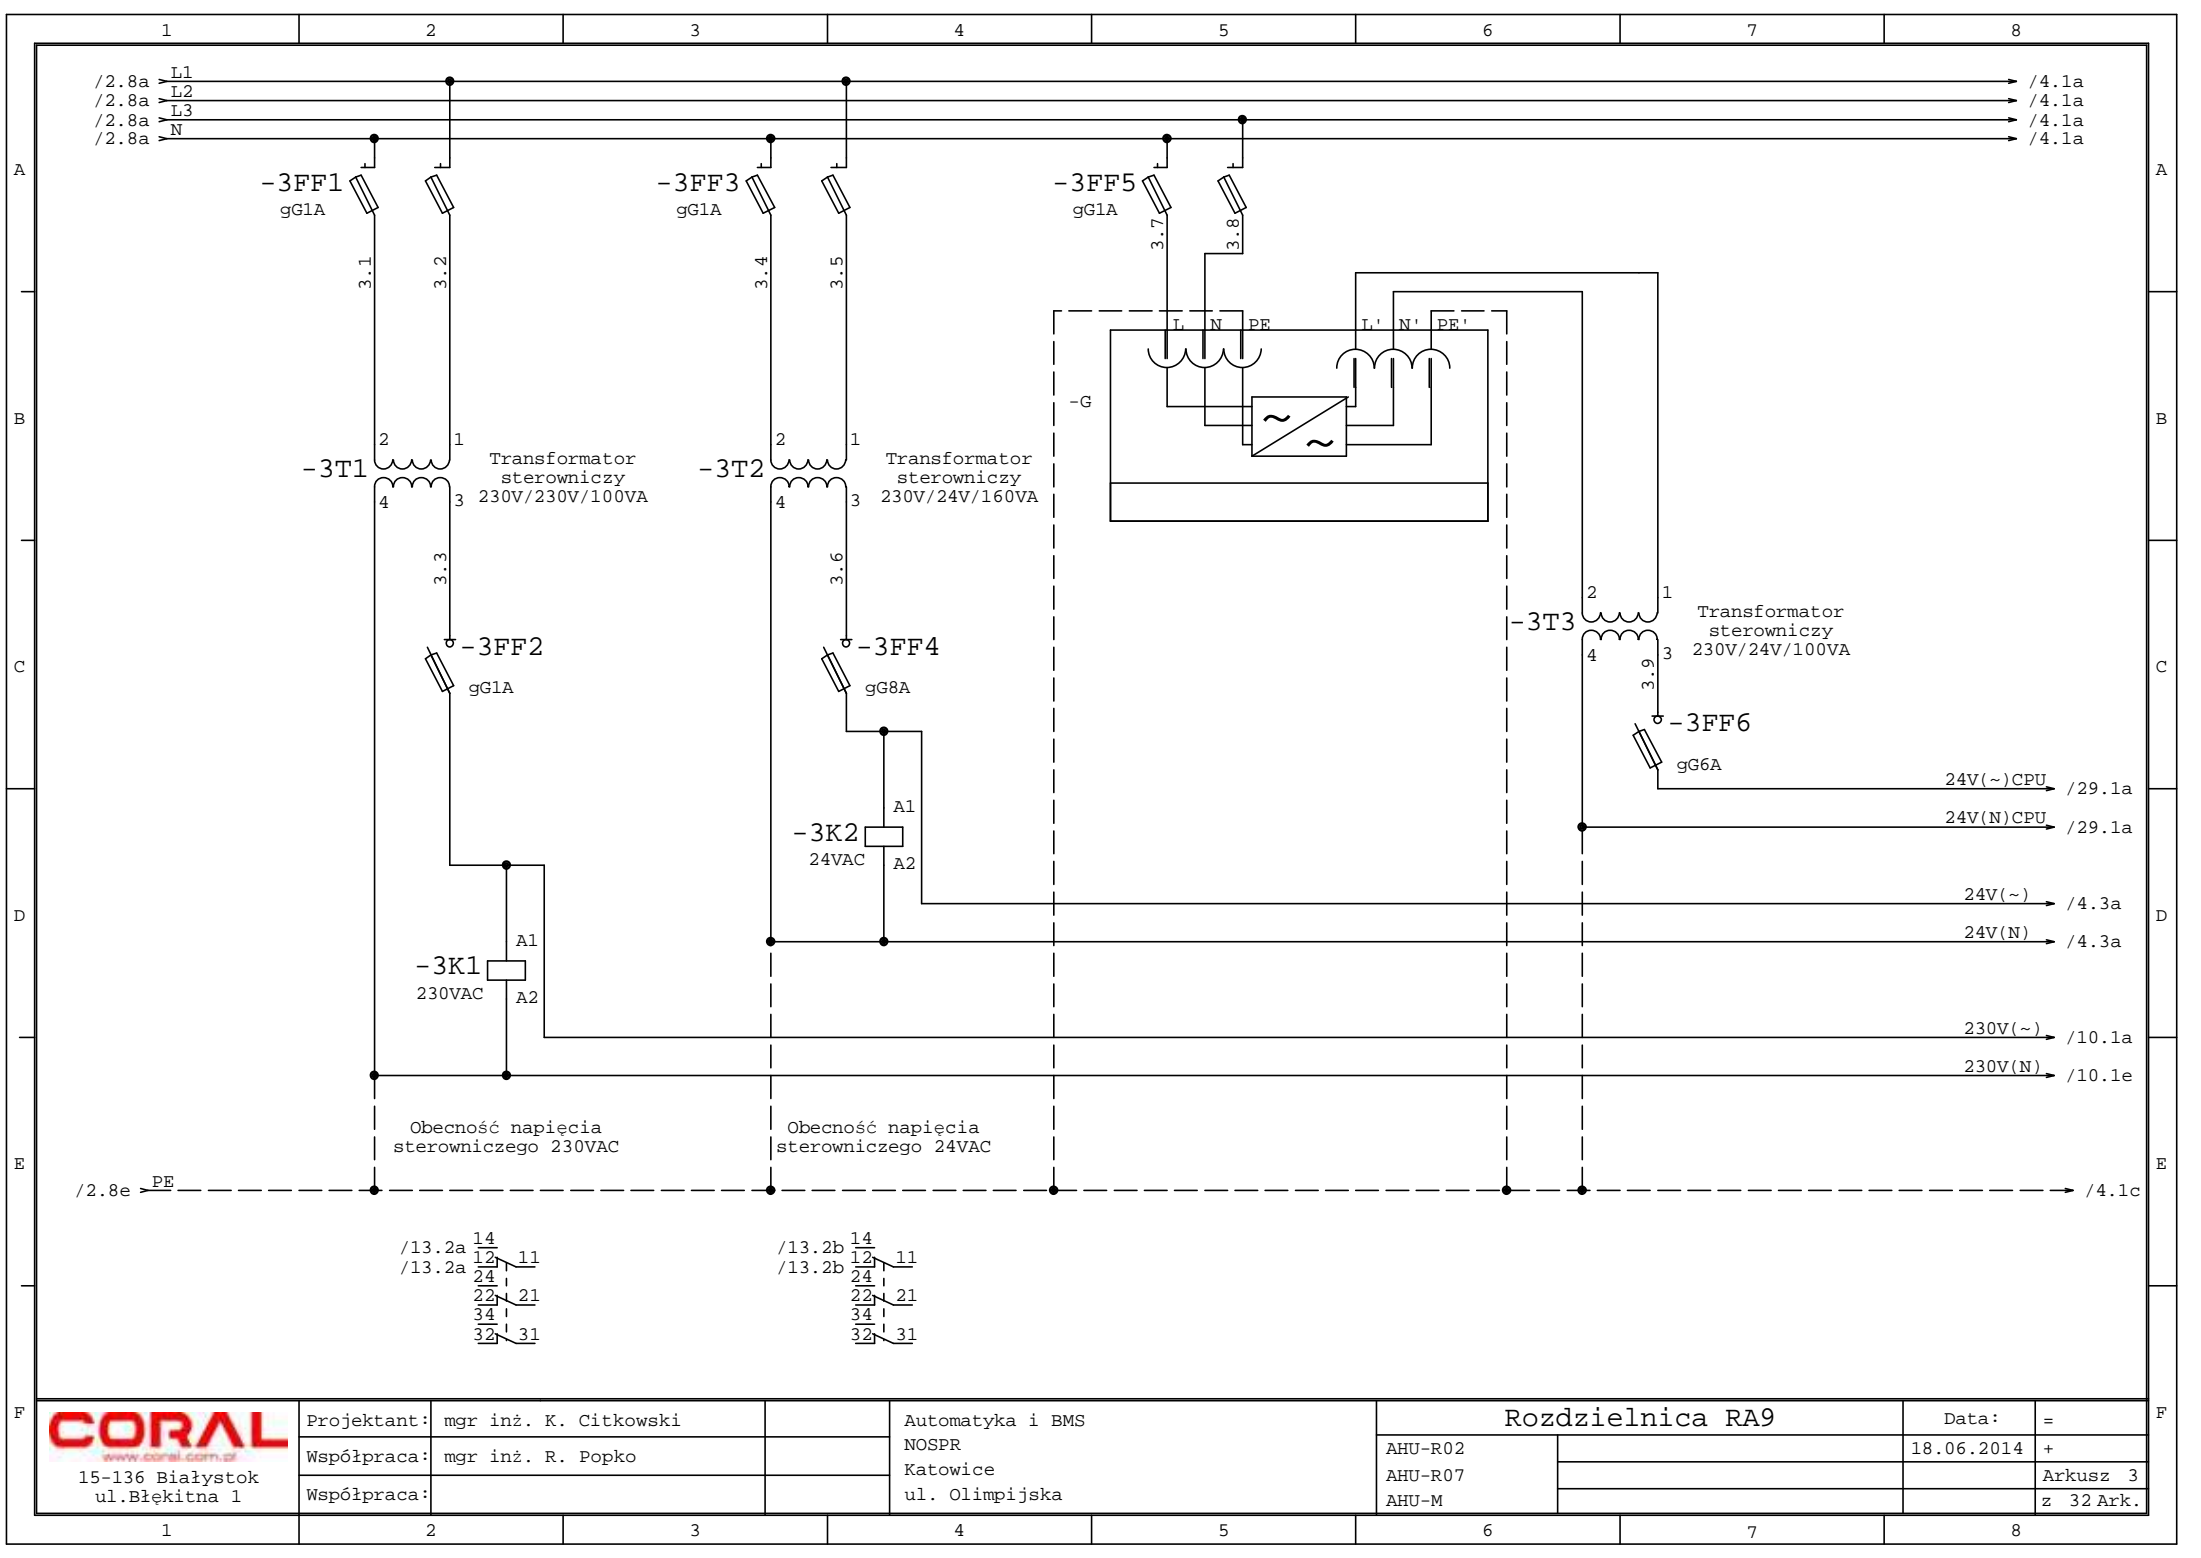 1 2 3 4 5 6 7 8
/2.8a L1 /4.1a
/2.8a L2 /4.1a
/2.8a L3 /4.1a
/2.8a N /4.1a
A A
-3FF1 -3FF3 -3FF5
gG1A gG1A gG1A
3.7 3.8
3.1 3.2 3.4 3.5
L N PE L' N' PE'
-G
B B
2 1 2 1
-3T1 Transformator
sterowniczy
230V/230V/100VA
-3T2 Transformator
sterowniczy
230V/24V/160VA
4 3 4 3
3.3 3.6
2 1
-3T3 Transformator
sterowniczy
230V/24V/100VA
4 3
3.9
-3FF2 -3FF4
gG1A gG8A
C C
-3FF6
gG6A
24V(~)CPU /29.1a
24V(N)CPU /29.1a
A1
-3K2
24VAC
A2
24V(~) /4.3a
D D
24V(N) /4.3a
A1
-3K1
230VAC
A2
230V(~) /10.1a
230V(N) /10.1e
Obecność napięcia
sterowniczego 230VAC
Obecność napięcia
sterowniczego 24VAC
E E
/2.8e PE /4.1c
14 14
/13.2a 12 11 /13.2b 12 11
/13.2a 24 /13.2b 24
22 21 22 21
34 34
32 31 32 31
F F
CORAL
www.coral.com.pl
15-136 Białystok
ul.Błękitna 1
Projektant: mgr inż. K. Citkowski
Współpraca: mgr inż. R. Popko
Współpraca:
Automatyka i BMS
NOSPR
Katowice
ul. Olimpijska
Rozdzielnica RA9
AHU-R02
AHU-R07
AHU-M
Data: =
18.06.2014 +
Arkusz 3
z 32 Ark.
1 2 3 4 5 6 7 8